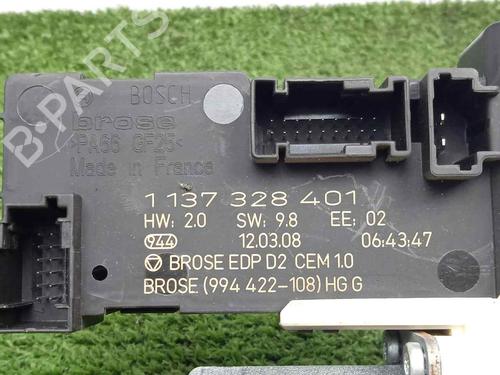 B-PARTS
BOSCH
brose
>PA66 GF25<
Made in France
1 137 328 401
HW: 2.0 SW: 9.8 EE: 02
944 12.03.08 06:43:47
BROSE EDP D2 CEM 1.0
BROSE (994 422-108) HG G